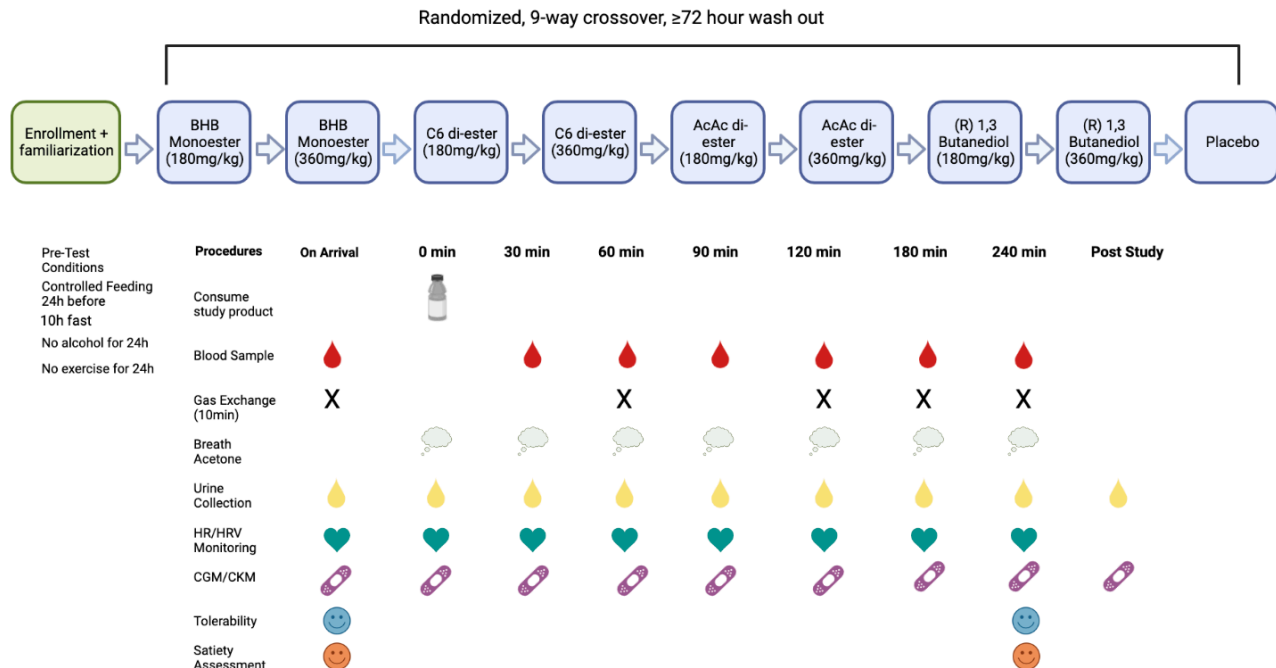 Randomized, 9-way crossover, ≥72 hour wash out
Enrollment +
familiarization
BHB
Monoester
(180mg/kg)
BHB
Monoester
(360mg/kg)
C6 di-ester
(180mg/kg)
C6 di-ester
(360mg/kg)
AcAc di-
ester
(180mg/kg)
AcAc di-
ester
(360mg/kg)
(R) 1,3
Butanediol
(180mg/kg)
(R) 1,3
Butanediol
(360mg/kg)
Placebo
Pre-Test
Conditions
Controlled Feeding
24h before
10h fast
No alcohol for 24h
No exercise for 24h
Procedures On Arrival 0 min 30 min 60 min 90 min 120 min 180 min 240 min Post Study
Consume
study product
Blood Sample
Gas Exchange
(10min)
X X X X X
Breath
Acetone
Urine
Collection
HR/HRV
Monitoring
CGM/CKM
Tolerability
Satiety
Assessment